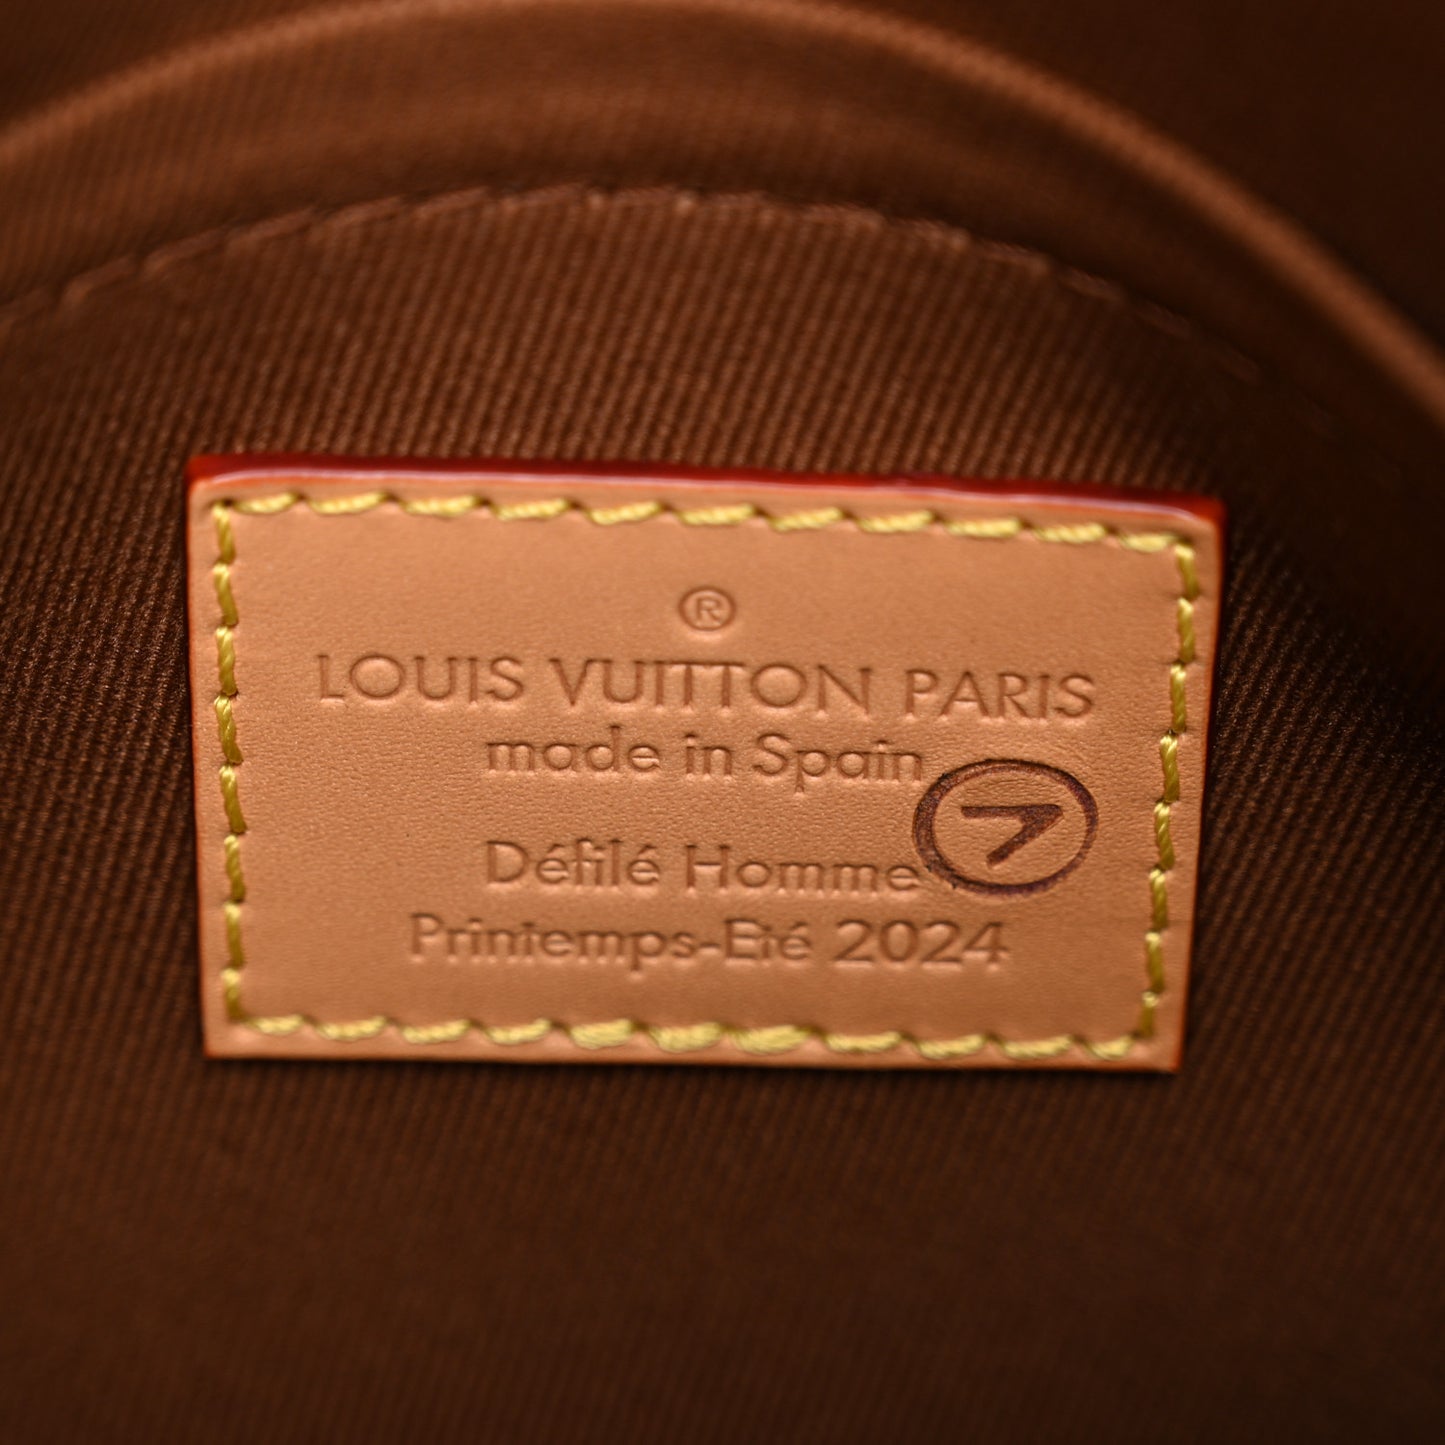 ®
LOUIS VUITTON PARIS
made in Spain
Défilé Homme
Printemps-Eté 2024